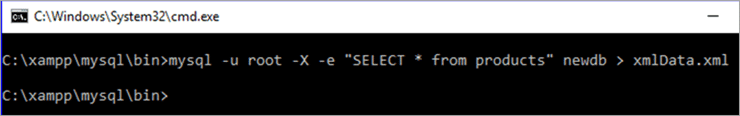 C:\Windows\System32\cmd.exe
C:\xampp\mysql\bin>mysql -u root -X -e "SELECT * from products" newdb > xmlData.xml
C:\xampp\mysql\bin>